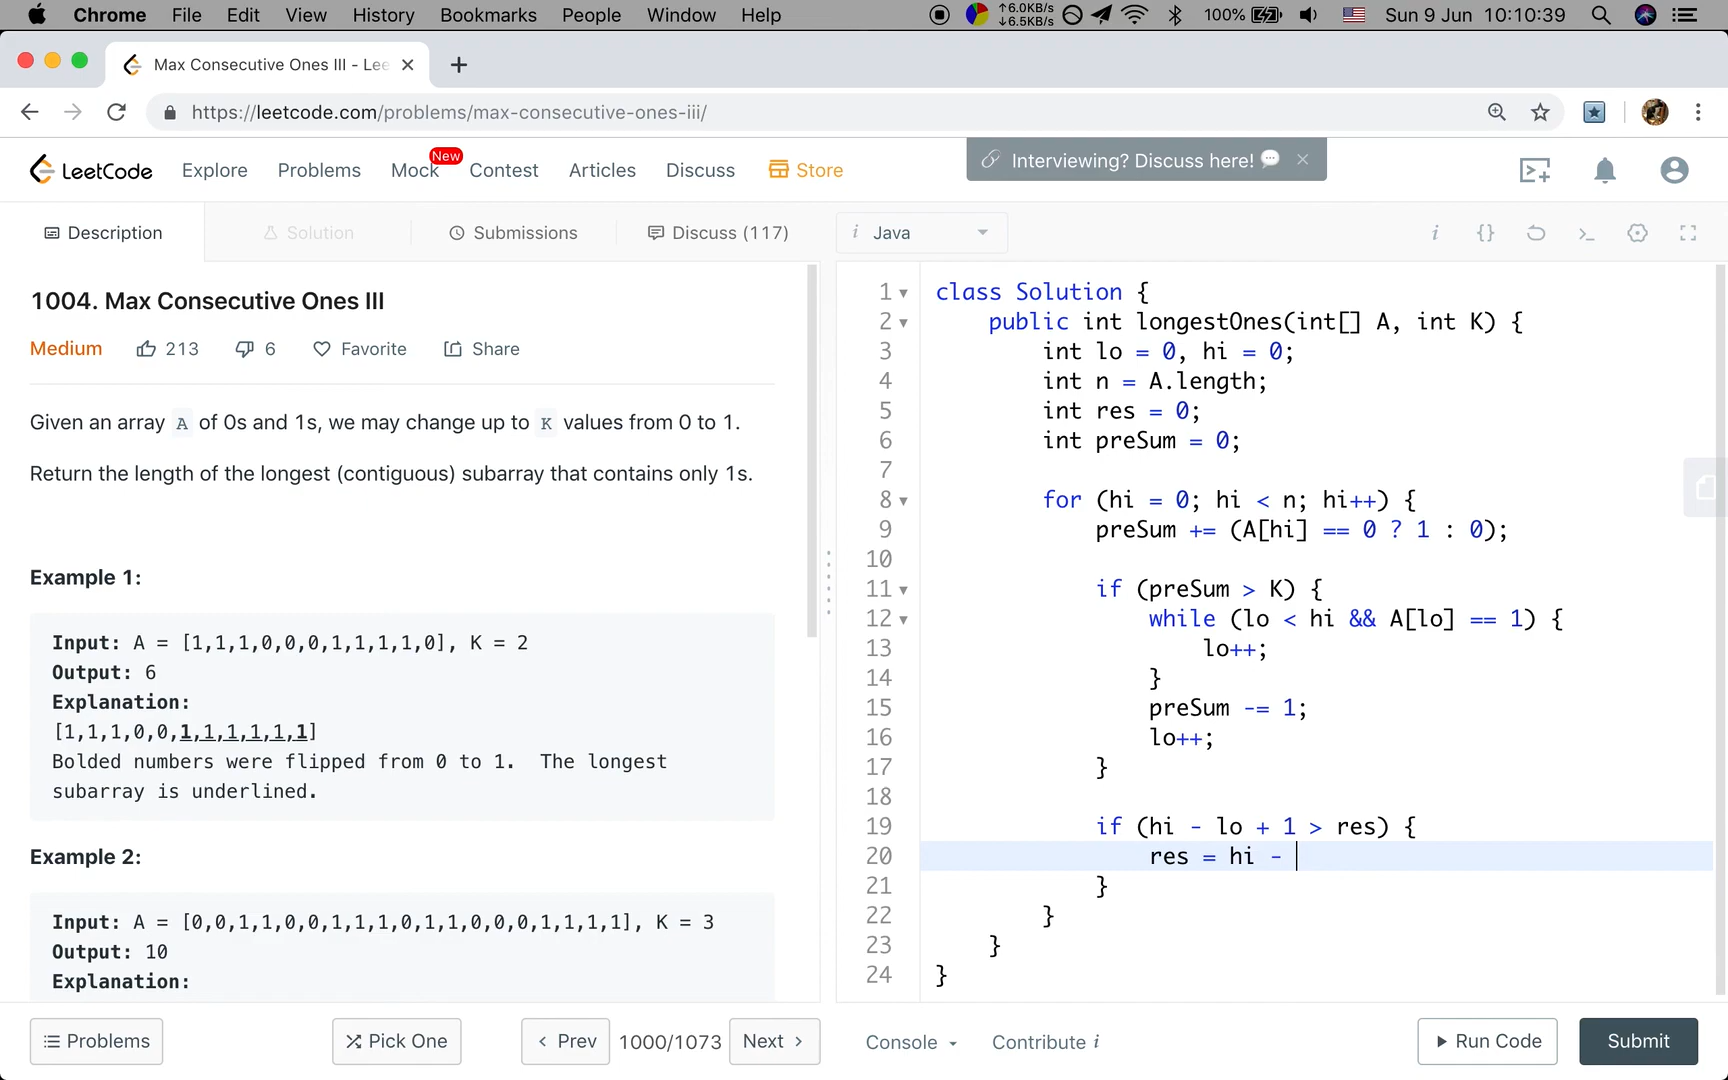 Chrome File Edit View History Bookmarks People Window Help
↑6.0KB/s
↓6.5KB/s
100% Sun 9 Jun 10:10:39
Max Consecutive Ones III - Lee
https://leetcode.com/problems/max-consecutive-ones-iii/
LeetCode Explore Problems Mock New Contest Articles Discuss Store
Interviewing? Discuss here!
Description Solution Submissions Discuss (117)
1004. Max Consecutive Ones III
Medium 213 6 Favorite Share
Given an array A of 0s and 1s, we may change up to K values from 0 to 1.
Return the length of the longest (contiguous) subarray that contains only 1s.
Example 1:
Input: A = [1,1,1,0,0,0,1,1,1,1,0], K = 2
Output: 6
Explanation:
[1,1,1,0,0,1,1,1,1,1,1]
Bolded numbers were flipped from 0 to 1. The longest
subarray is underlined.
Example 2:
Input: A = [0,0,1,1,0,0,1,1,1,0,1,1,0,0,0,1,1,1,1], K = 3
Output: 10
Explanation:
Problems Pick One Prev 1000/1073 Next
i Java
i {} >_
1 class Solution {
2 public int longestOnes(int[] A, int K) {
3 int lo = 0, hi = 0;
4 int n = A.length;
5 int res = 0;
6 int preSum = 0;
7
8 for (hi = 0; hi < n; hi++) {
9 preSum += (A[hi] == 0 ? 1 : 0);
10
11 if (preSum > K) {
12 while (lo < hi && A[lo] == 1) {
13 lo++;
14 }
15 preSum -= 1;
16 lo++;
17 }
18
19 if (hi - lo + 1 > res) {
20 res = hi -
21 }
22 }
23 }
24 }
Console Contribute i Run Code Submit